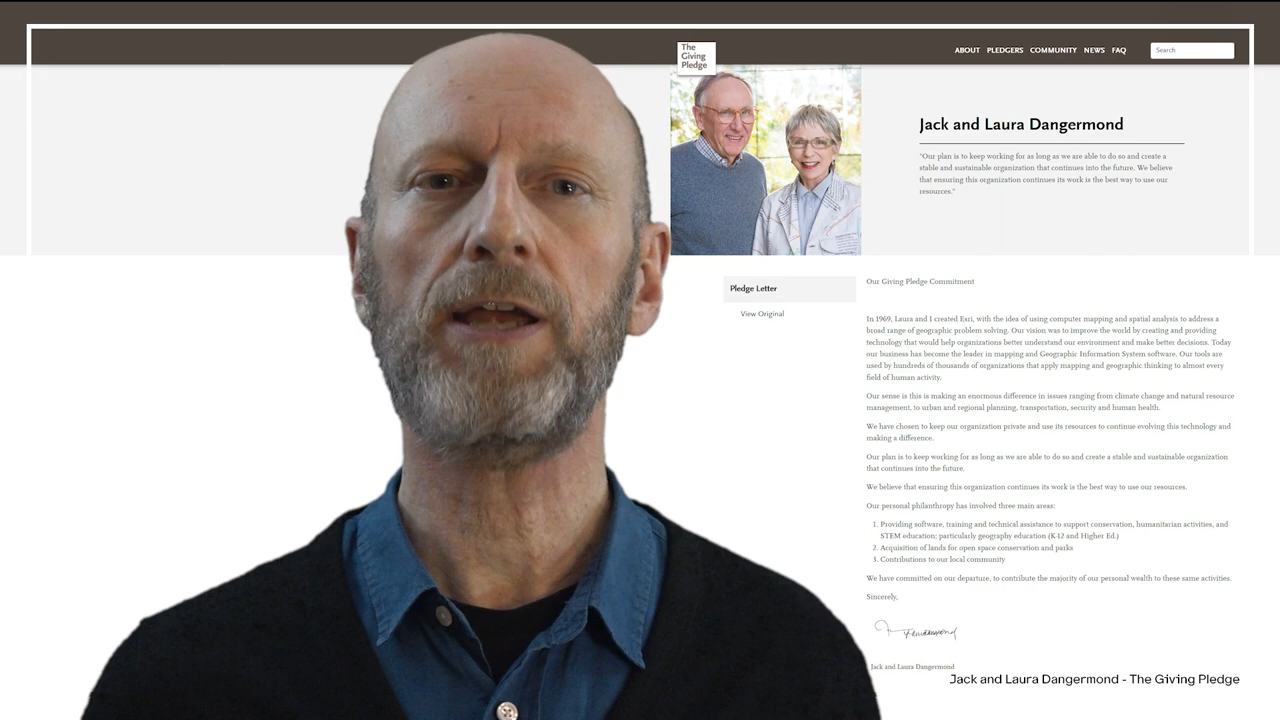 The
Giving
Pledge
ABOUT PLEDGERS COMMUNITY NEWS FAQ
Search
Jack and Laura Dangermond
"Our plan is to keep working for as long as we are able to do so and create a
stable and sustainable organization that continues into the future. We believe
that ensuring this organization continues its work is the best way to use our
resources."
Pledge Letter
View Original
Our Giving Pledge Commitment
In 1969, Laura and I created Esri, with the idea of using computer mapping and spatial analysis to address a
broad range of geographic problem solving. Our vision was to improve the world by creating and providing
technology that would help organizations better understand our environment and make better decisions. Today
our business has become the leader in mapping and Geographic Information System software. Our tools are
used by hundreds of thousands of organizations that apply mapping and geographic thinking to almost every
field of human activity.
Our sense is this is making an enormous difference in issues ranging from climate change and natural resource
management, to urban and regional planning, transportation, security and human health.
We have chosen to keep our organization private and use its resources to continue evolving this technology and
making a difference.
Our plan is to keep working for as long as we are able to do so and create a stable and sustainable organization
that continues into the future.
We believe that ensuring this organization continues its work is the best way to use our resources.
Our personal philanthropy has involved three main areas:
1. Providing software, training and technical assistance to support conservation, humanitarian activities, and
STEM education; particularly geography education (K-12 and Higher Ed.)
2. Acquisition of lands for open space conservation and parks
3. Contributions to our local community
We have committed on our departure, to contribute the majority of our personal wealth to these same activities.
Sincerely,
Jack and Laura Dangermond
Jack and Laura Dangermond - The Giving Pledge